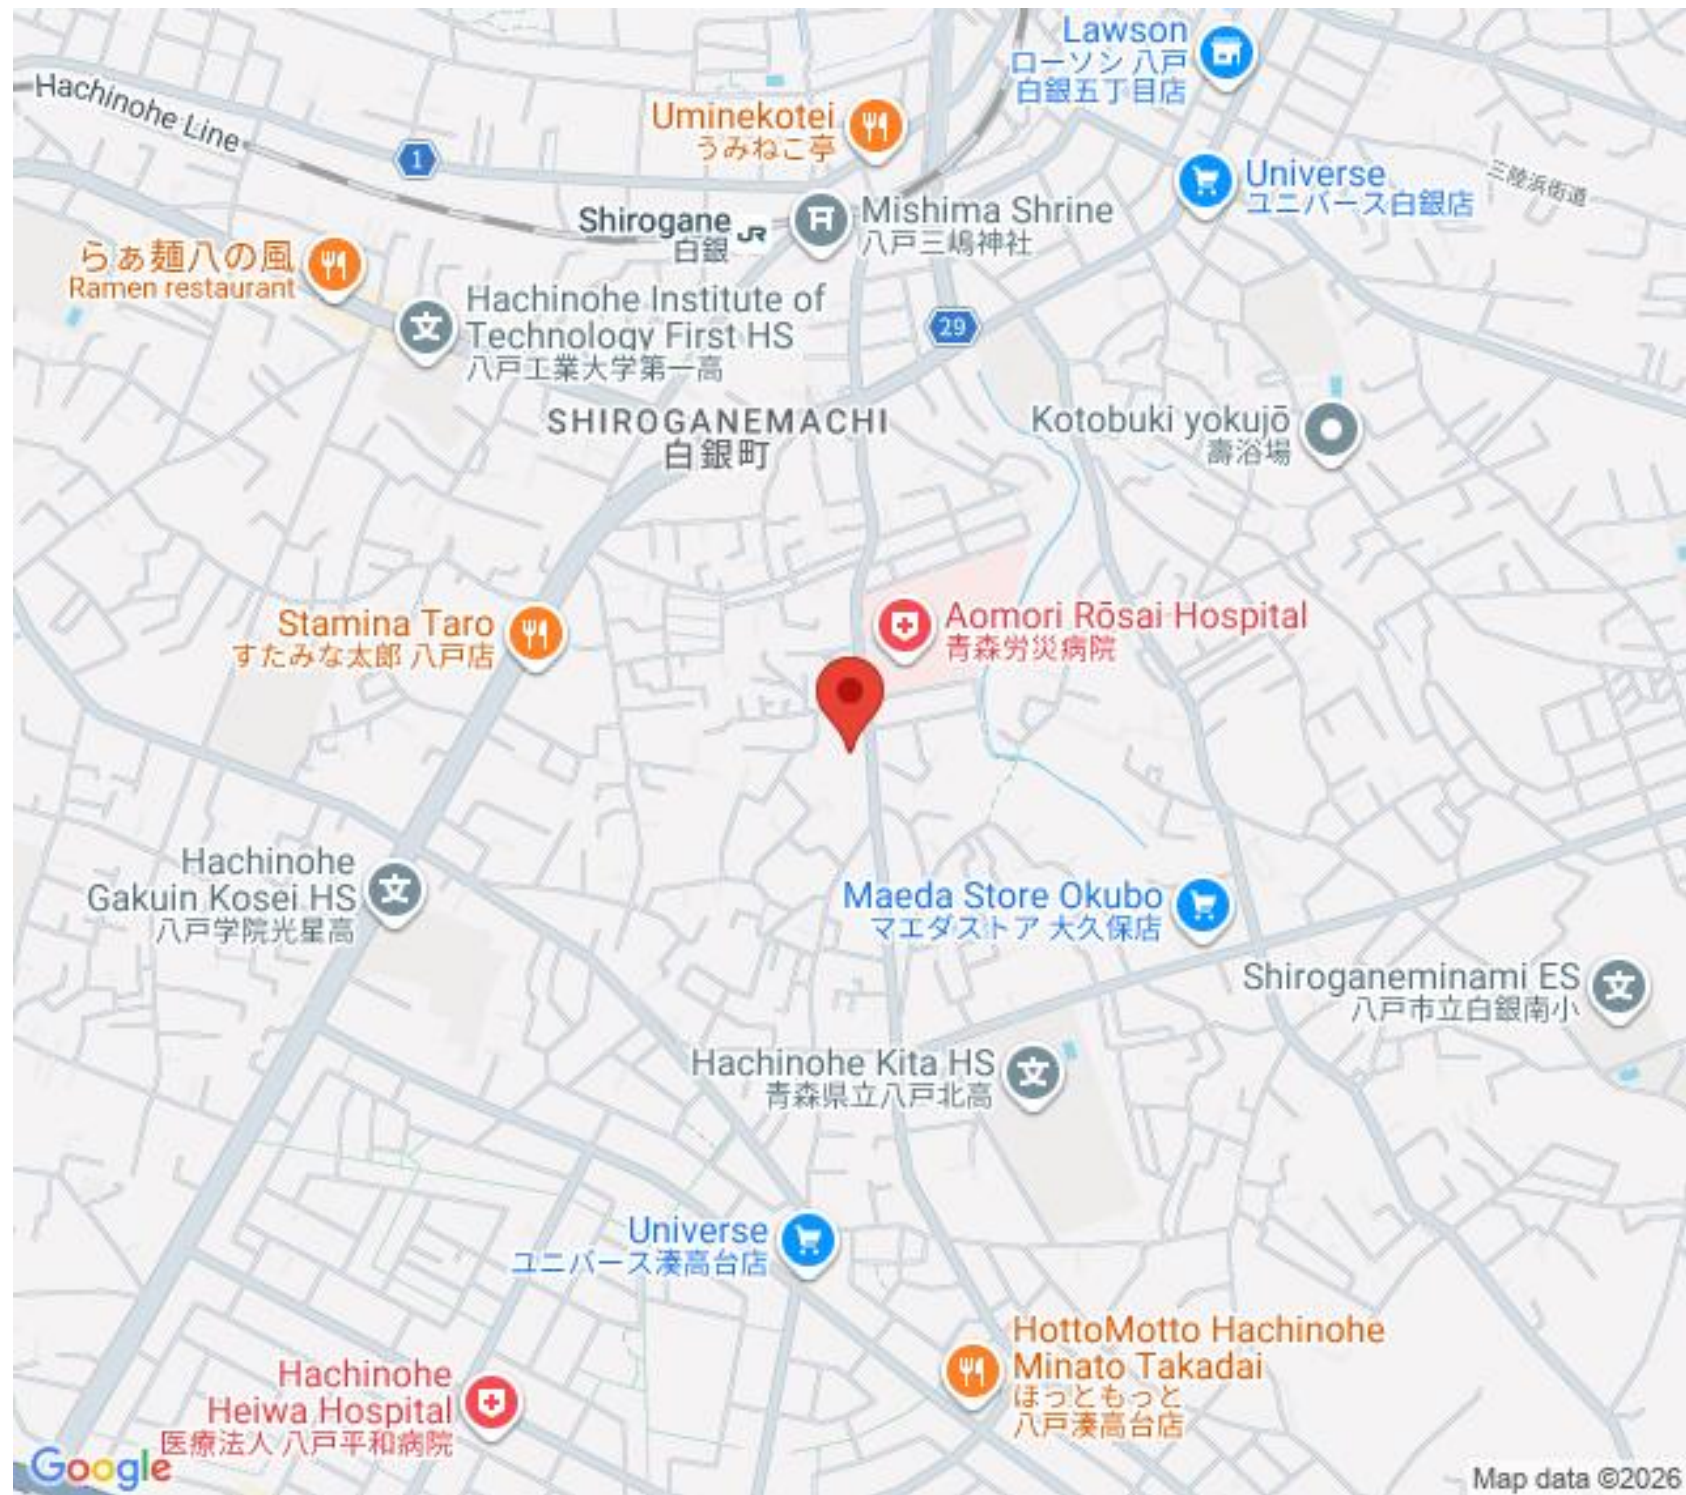 Lawson
ローソン 八戸
白銀五丁目店
Hachinohe Line
1
Uminekotei
うみねこ亭
Universe
ユニバース白銀店
三陸浜街道
Shirogane JR
白銀
Mishima Shrine
八戸三嶋神社
らぁ麺八の風
Ramen restaurant
Hachinohe Institute of
Technology First HS
八戸工業大学第一高
29
SHIROGANEMACHI
白銀町
Kotobuki yokujō
壽浴場
Stamina Taro
すたみな太郎 八戸店
Aomori Rōsai Hospital
青森労災病院
Hachinohe
Gakuin Kosei HS
八戸学院光星高
Maeda Store Okubo
マエダストア 大久保店
Shiroganeminami ES
八戸市立白銀南小
Hachinohe Kita HS
青森県立八戸北高
Universe
ユニバース湊高台店
HottoMotto Hachinohe
Minato Takadai
ほっともっと
八戸湊高台店
Hachinohe
Heiwa Hospital
医療法人 八戸平和病院
Google
Map data ©2026